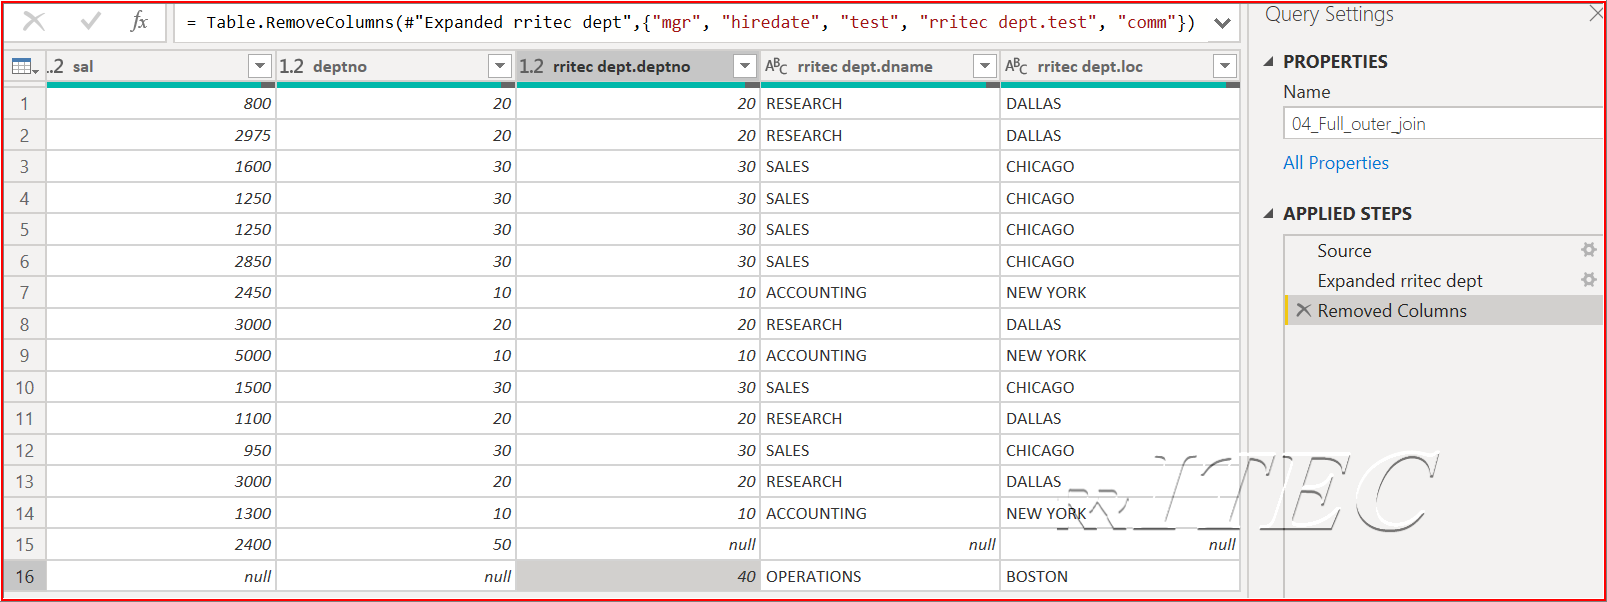 fx = Table.RemoveColumns(#"Expanded rritec dept",{"mgr", "hiredate", "test", "rritec dept.test", "comm"})
.2 sal 1.2 deptno 1.2 rritec dept.deptno ABC rritec dept.dname ABC rritec dept.loc
1 800 20 20 RESEARCH DALLAS
2 2975 20 20 RESEARCH DALLAS
3 1600 30 30 SALES CHICAGO
4 1250 30 30 SALES CHICAGO
5 1250 30 30 SALES CHICAGO
6 2850 30 30 SALES CHICAGO
7 2450 10 10 ACCOUNTING NEW YORK
8 3000 20 20 RESEARCH DALLAS
9 5000 10 10 ACCOUNTING NEW YORK
10 1500 30 30 SALES CHICAGO
11 1100 20 20 RESEARCH DALLAS
12 950 30 30 SALES CHICAGO
13 3000 20 20 RESEARCH DALLAS
14 1300 10 10 ACCOUNTING NEW YORK
15 2400 50 null null null
16 null null 40 OPERATIONS BOSTON
Query Settings
PROPERTIES
Name
04_Full_outer_join
All Properties
APPLIED STEPS
Source
Expanded rritec dept
Removed Columns
RRITEC